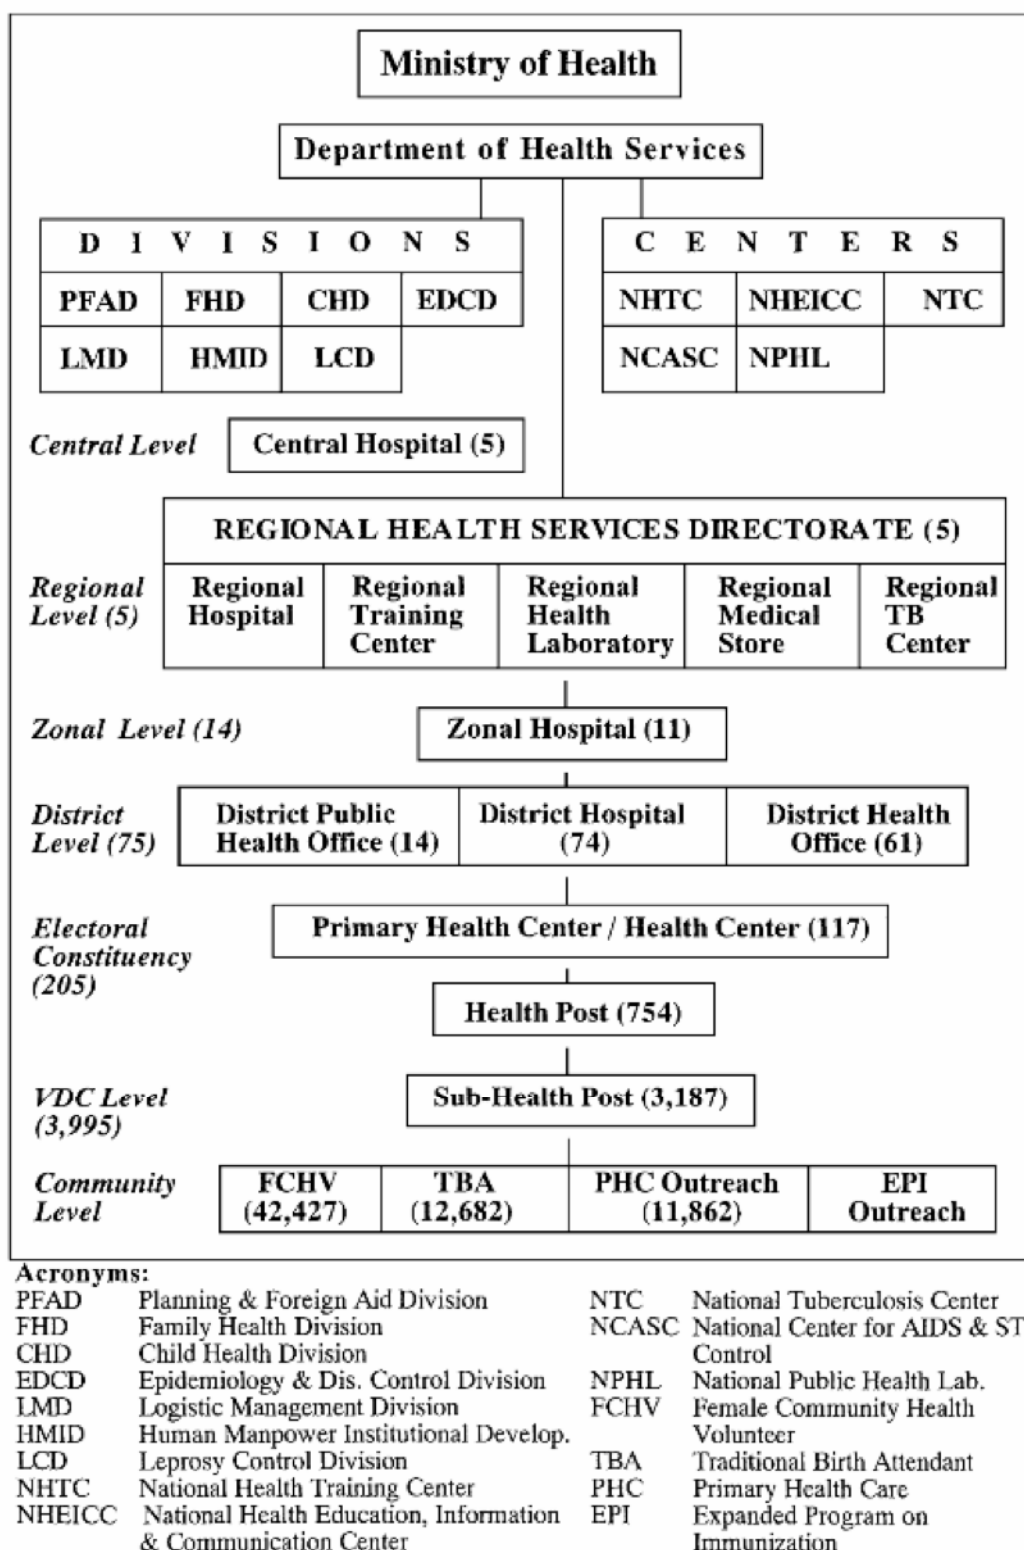 Ministry of Health
Department of Health Services
D I V I S I O N S
PFAD FHD CHD EDCD
LMD HMID LCD
C E N T E R S
NHTC NHEICC NTC
NCASC NPHL
Central Level
Central Hospital (5)
REGIONAL HEALTH SERVICES DIRECTORATE (5)
Regional
Level (5)
Regional
Hospital
Regional
Training
Center
Regional
Health
Laboratory
Regional
Medical
Store
Regional
TB
Center
Zonal Level (14)
Zonal Hospital (11)
District
Level (75)
District Public
Health Office (14)
District Hospital
(74)
District Health
Office (61)
Electoral
Constituency
(205)
Primary Health Center / Health Center (117)
Health Post (754)
VDC Level
(3,995)
Sub-Health Post (3,187)
Community
Level
FCHV
(42,427)
TBA
(12,682)
PHC Outreach
(11,862)
EPI
Outreach
Acronyms:
PFAD Planning & Foreign Aid Division
FHD Family Health Division
CHD Child Health Division
EDCD Epidemiology & Dis. Control Division
LMD Logistic Management Division
HMID Human Manpower Institutional Develop.
LCD Leprosy Control Division
NHTC National Health Training Center
NHEICC National Health Education, Information
& Communication Center
NTC National Tuberculosis Center
NCASC National Center for AIDS & ST
Control
NPHL National Public Health Lab.
FCHV Female Community Health
Volunteer
TBA Traditional Birth Attendant
PHC Primary Health Care
EPI Expanded Program on
Immunization